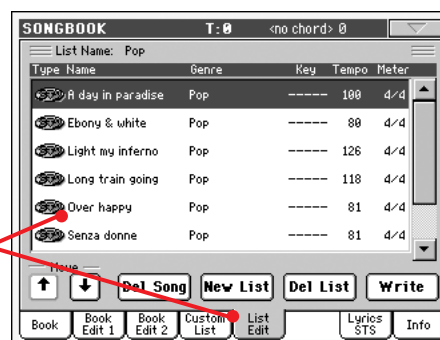 SONGBOOK T:0 <no chord> 0
List Name: Pop
Type Name Genre Key Tempo Meter
A day in paradise Pop ----- 100 4/4
Ebony & white Pop ----- 80 4/4
Light my inferno Pop ----- 126 4/4
Long train going Pop ----- 118 4/4
Over happy Pop ----- 81 4/4
Senza donne Pop ----- 81 4/4
Move
Del Song New List Del List Write
Book Book Edit 1 Book Edit 2 Custom List List Edit Lyrics STS Info